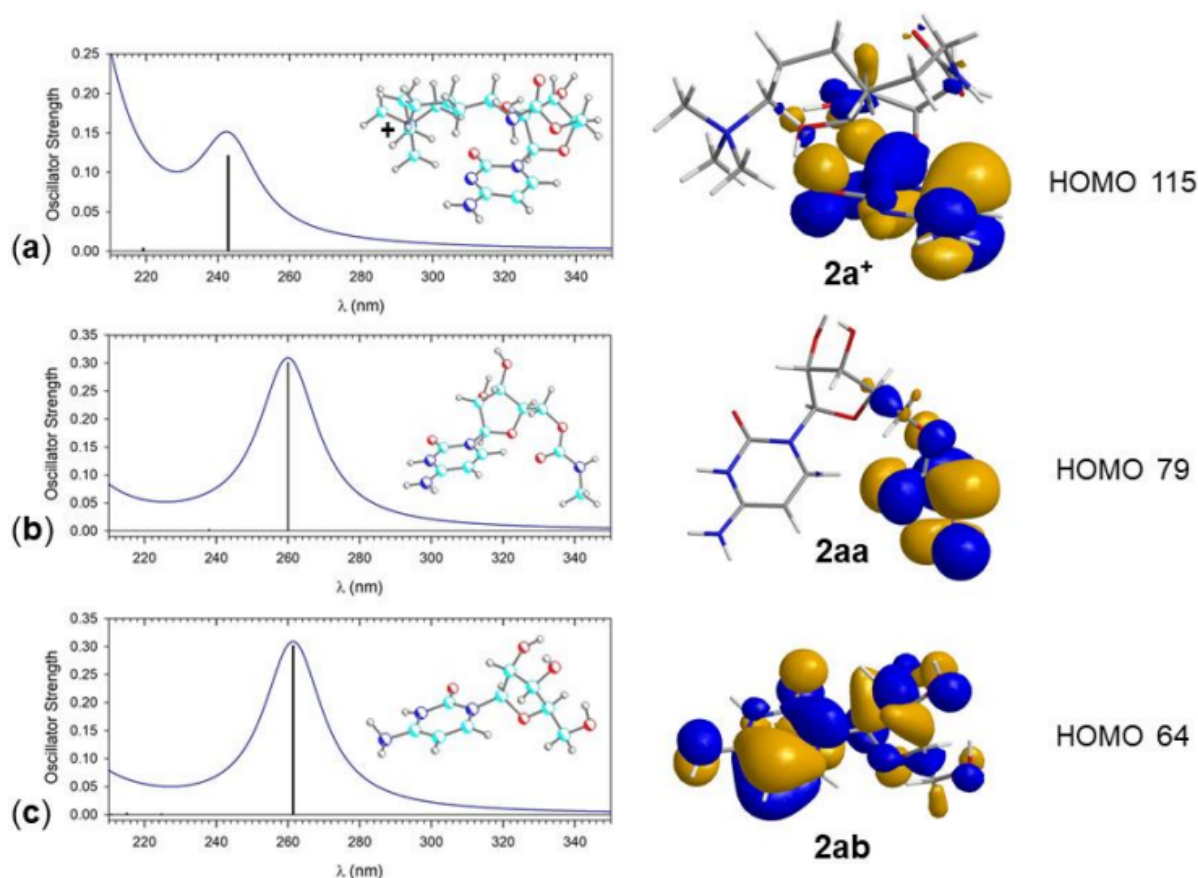 (a)
Oscillator Strength
0.25
0.20
0.15
0.10
0.05
0.00
220 240 260 280 300 320 340
λ (nm)
+
2a+
HOMO 115
(b)
Oscillator Strength
0.35
0.30
0.25
0.20
0.15
0.10
0.05
0.00
220 240 260 280 300 320 340
λ (nm)
2aa
HOMO 79
(c)
Oscillator Strength
0.35
0.30
0.25
0.20
0.15
0.10
0.05
0.00
220 240 260 280 300 320 340
λ (nm)
2ab
HOMO 64